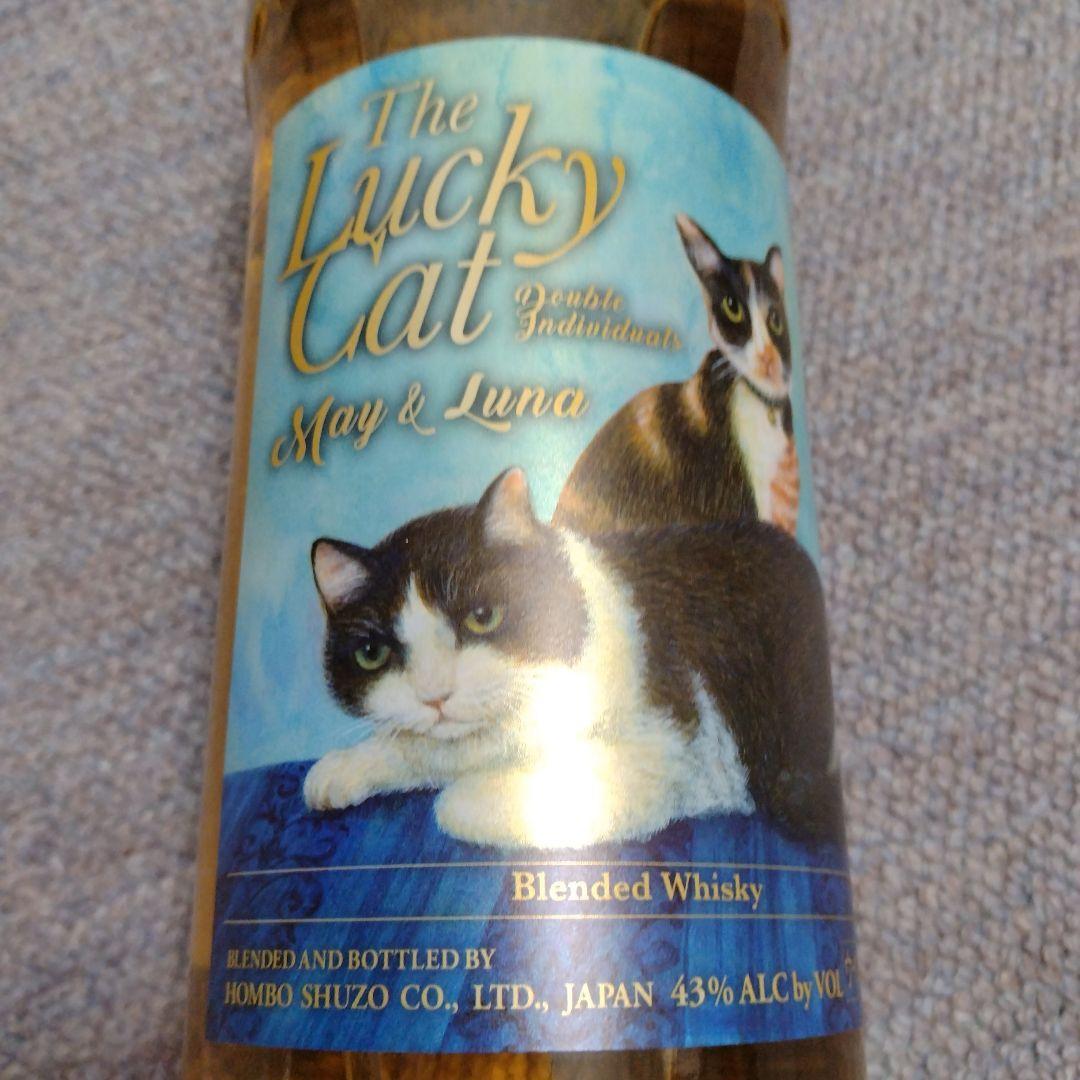 The
Lucky
Cat
Double
Individuals
May & Luna
Blended Whisky
BLENDED AND BOTTLED BY
HOMBO SHUZO CO., LTD., JAPAN 43% ALC by VOL